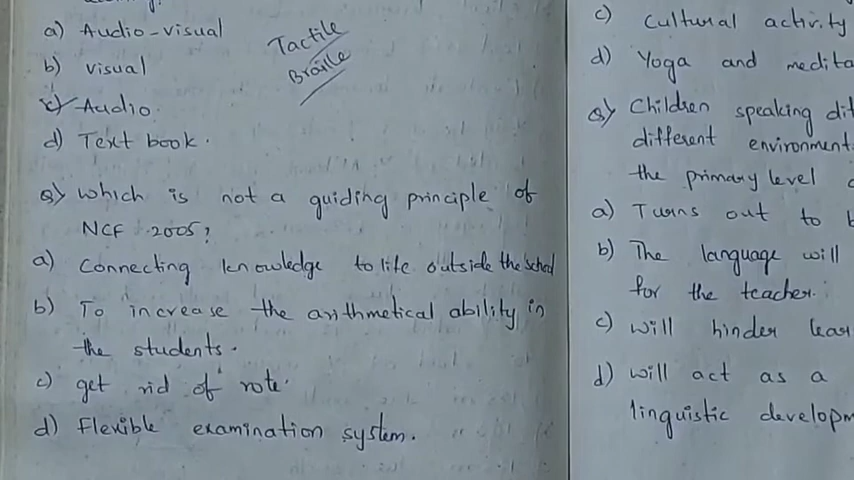 a) Audio-visual
Tactile
Braille
b) visual
c) Audio
d) Text book.
Q) which is not a guiding principle of
NCF 2005?
a) Connecting knowledge to life outside the school
b) To increase the arithmetical ability in
the students.
c) get rid of rote.
d) Flexible examination system.
c) cultural activity
d) Yoga and medita
Q) Children speaking dif
different environment
the primary level
a) Turns out to b
b) The language will
for the teacher.
c) will hinder lear
d) will act as a
linguistic developm